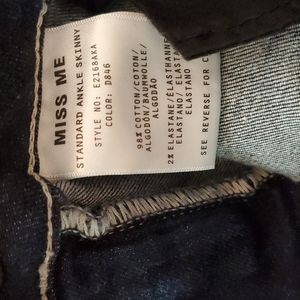 MISS ME
STANDARD ANKLE SKINNY
STYLE NO: E2168AKA
COLOR: D846
98% COTTON/COTON/
ALGODÓN/BAUMWOLLE/
ALGODÃO
2% ELASTANE/ÉLASTHANNE
ELASTANO/ ELASTA
ELASTANO
SEE REVERSE FOR C